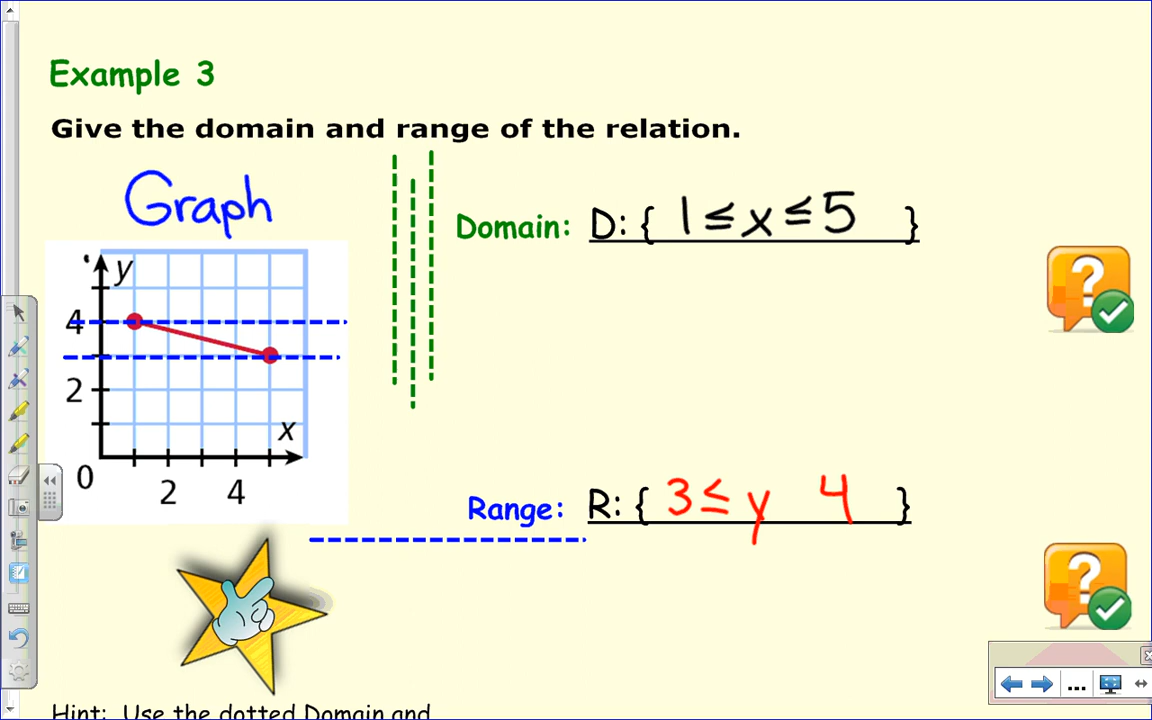 Example 3
Give the domain and range of the relation.
Graph
Domain: D: { 1 ≤ x ≤ 5 }
y
4
2
x
0
2 4
Range: R: { 3 ≤ y 4 }
Hint: Use the dotted Domain and